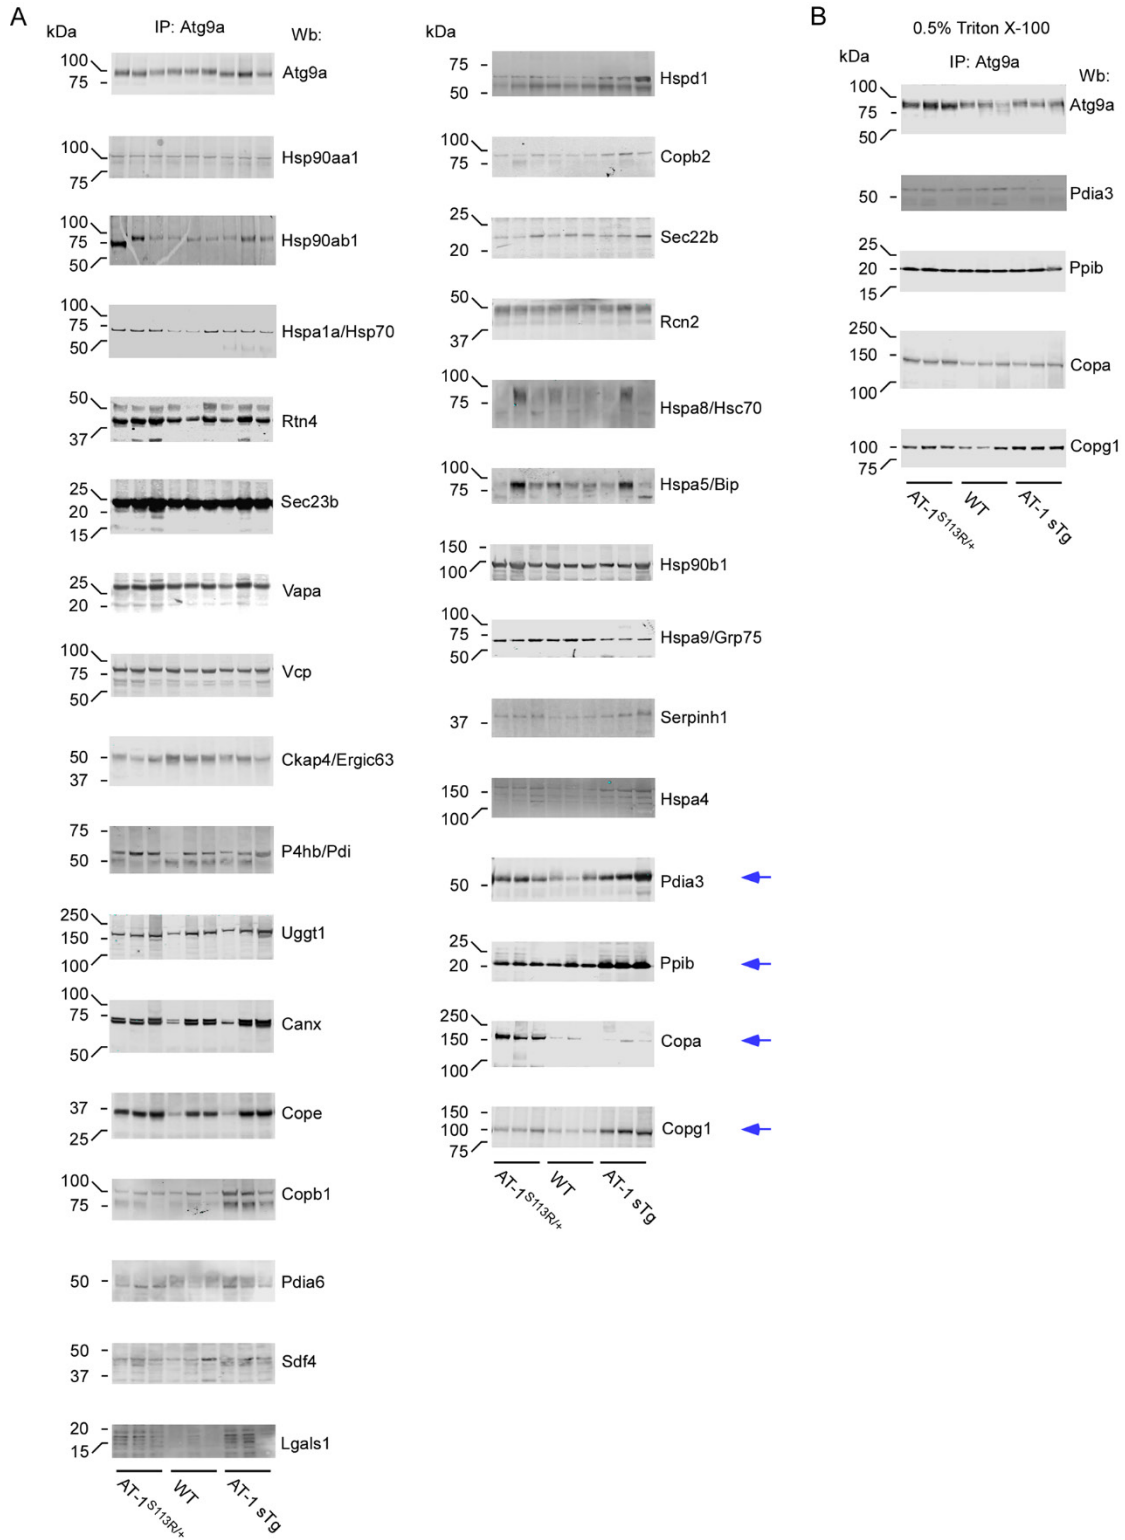 A
IP: Atg9a
kDa
Wb:
100
75
Atg9a
100
75
Hsp90aa1
100
75
50
Hsp90ab1
100
75
50
Hspa1a/Hsp70
50
37
Rtn4
25
20
15
Sec23b
25
20
Vapa
100
75
50
Vcp
50
37
Ckap4/Ergic63
75
50
P4hb/Pdi
250
150
100
Uggt1
100
75
50
Canx
37
25
Cope
100
75
Copb1
50
Pdia6
50
37
Sdf4
20
15
Lgals1
AT-1S113R/+
WT
AT-1 sTg
kDa
75
50
Hspd1
100
75
Copb2
25
20
Sec22b
50
37
Rcn2
100
75
Hspa8/Hsc70
100
75
Hspa5/Bip
150
100
Hsp90b1
100
75
50
Hspa9/Grp75
37
Serpinh1
150
100
Hspa4
50
Pdia3
25
20
Ppib
250
150
100
Copa
150
100
75
Copg1
AT-1S113R/+
WT
AT-1 sTg
B
0.5% Triton X-100
kDa
IP: Atg9a
Wb:
100
75
50
Atg9a
50
Pdia3
25
20
15
Ppib
250
150
100
Copa
100
75
Copg1
AT-1S113R/+
WT
AT-1 sTg